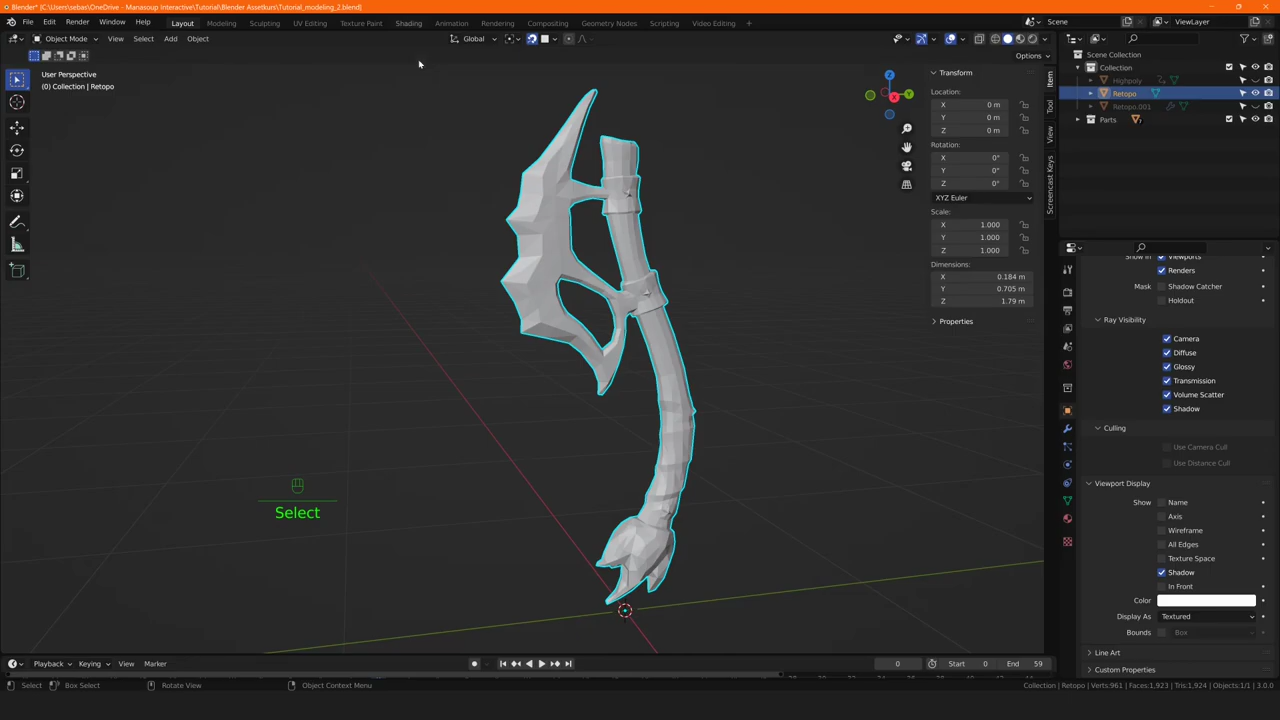 Blender* [C:\Users\sebas\OneDrive - Manasoup Interactive\Tutorial\Blender Assetkurs\Tutorial_modeling_2.blend]
File Edit Render Window Help Layout Modeling Sculpting UV Editing Texture Paint Shading Animation Rendering Compositing Geometry Nodes Scripting Video Editing + Scene ViewLayer
Object Mode View Select Add Object Global
Options
User Perspective
(0) Collection | Retopo
Transform
Location:
X 0 m
Y 0 m
Z 0 m
Rotation:
X 0°
Y 0°
Z 0°
XYZ Euler
Scale:
X 1.000
Y 1.000
Z 1.000
Dimensions:
X 0.184 m
Y 0.705 m
Z 1.79 m
Properties
Item
Tool
View
Screencast Keys
Z
Y
X
Scene Collection
Collection
Highpoly
Retopo
Retopo.001
Parts
Show in Viewports
Renders
Mask Shadow Catcher
Holdout
Ray Visibility
Camera
Diffuse
Glossy
Transmission
Volume Scatter
Shadow
Culling
Use Camera Cull
Use Distance Cull
Viewport Display
Show Name
Axis
Wireframe
All Edges
Texture Space
Shadow
In Front
Color
Display As Textured
Bounds Box
Line Art
Custom Properties
Select
Playback Keying View Marker 0 Start 0 End 59
Select Box Select Rotate View Object Context Menu Collection | Retopo | Verts:961 | Faces:1,923 | Tris:1,924 | Objects:1/1 | 3.0.0